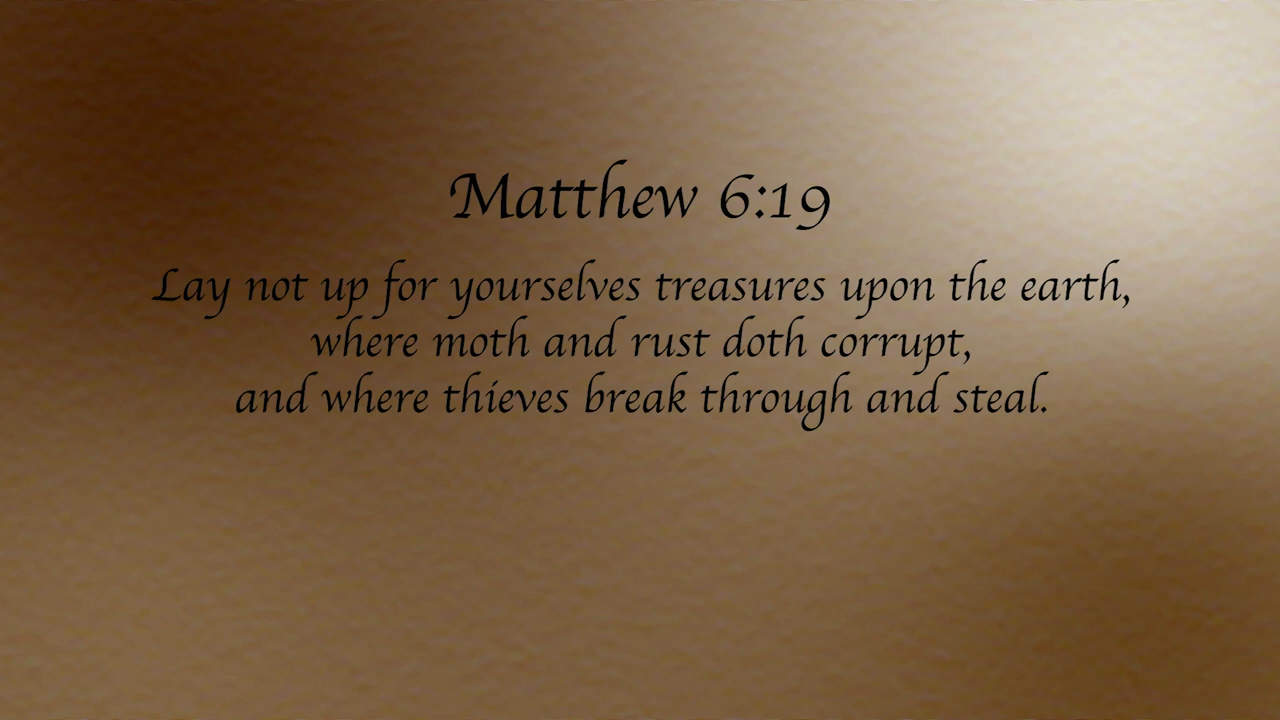 Matthew 6:19
Lay not up for yourselves treasures upon the earth,
where moth and rust doth corrupt,
and where thieves break through and steal.